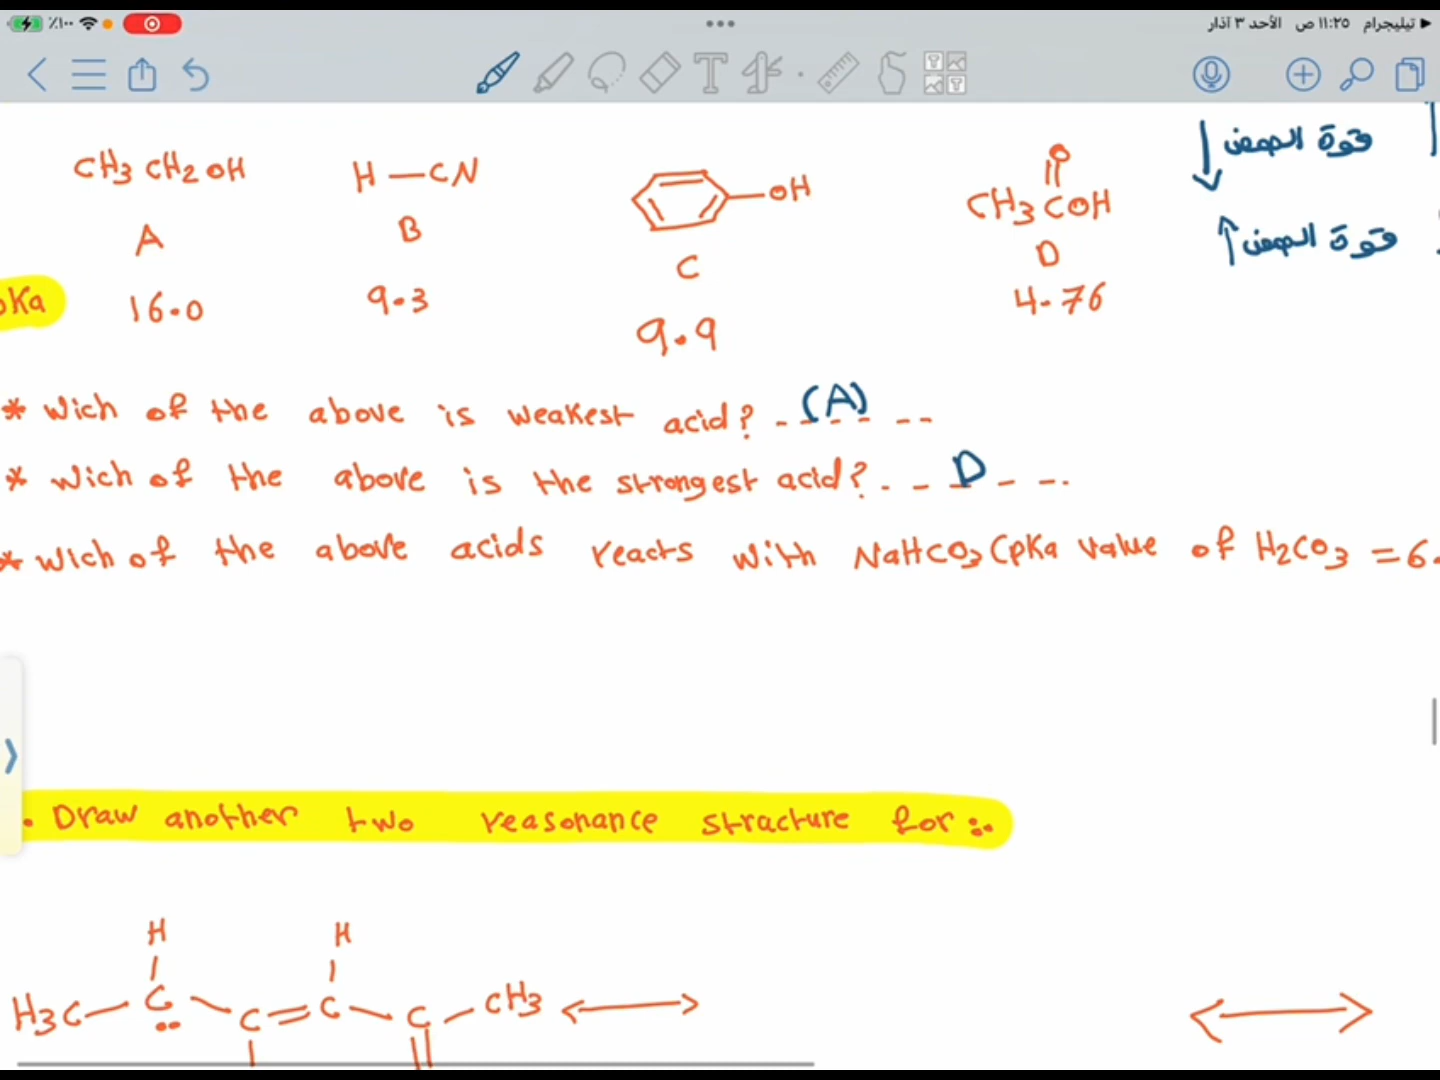 ٪١٠٠
◀ تيليجرام ١١:٢٥ ص الأحد ٣ آذار
قوة الحمض ↓
↑ قوة الحمض
CH3 CH2 OH H—CN OH O
CH3 COH
A B C D
pKa 16.0 9.3 9.9 4.76
* Wich of the above is weakest acid? - (A) - - -
* Wich of the above is the strongest acid? - - D - - -
* Wich of the above acids reacts with NaHCO3 (pKa value of H2CO3 = 6.
. Draw another two reasonance stracture for :.
H H
H3C — C — C = C — C — CH3 ⟷ ⟷